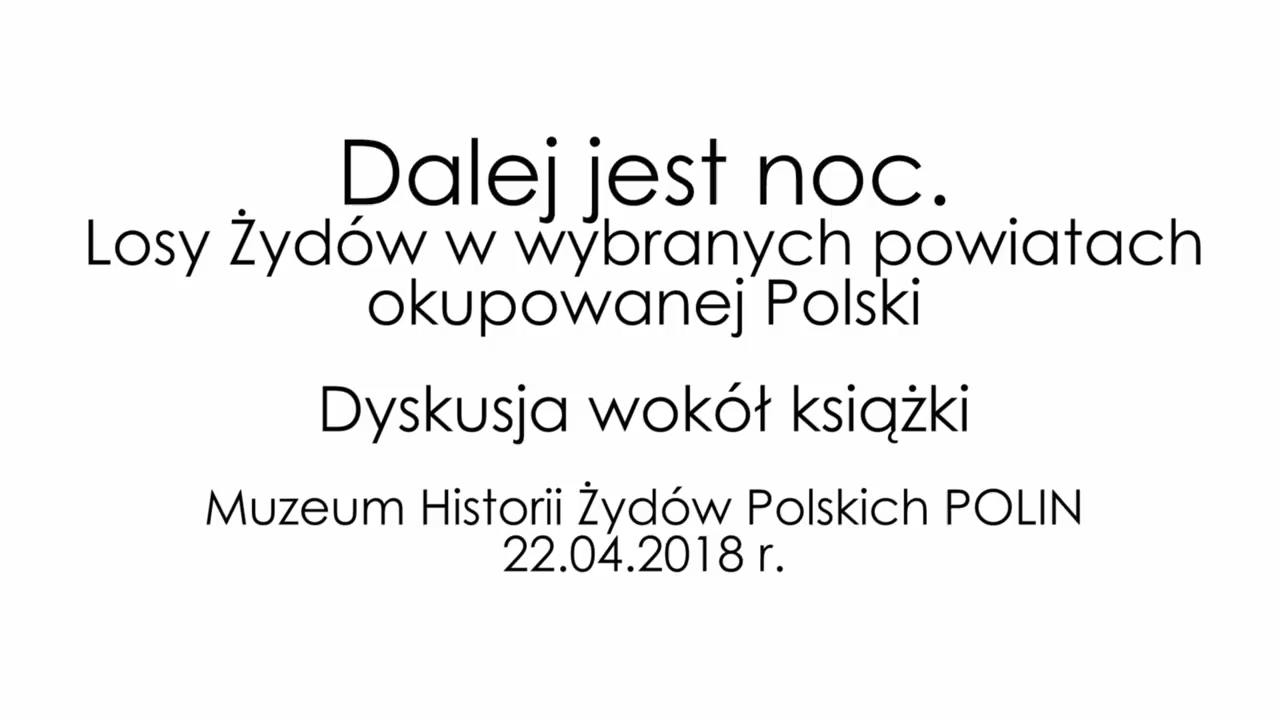 Dalej jest noc.
Losy Żydów w wybranych powiatach
okupowanej Polski
Dyskusja wokół książki
Muzeum Historii Żydów Polskich POLIN
22.04.2018 r.